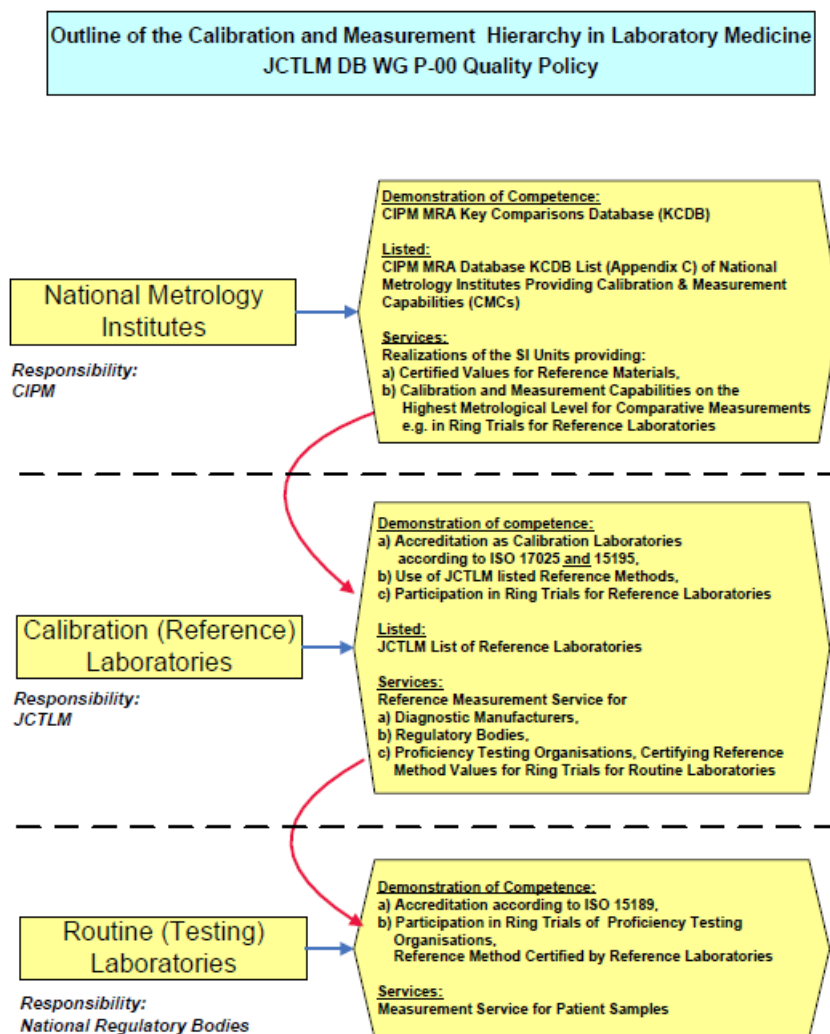 Outline of the Calibration and Measurement Hierarchy in Laboratory Medicine
JCTLM DB WG P-00 Quality Policy
National Metrology
Institutes
Responsibility:
CIPM
Demonstration of Competence:
CIPM MRA Key Comparisons Database (KCDB)
Listed:
CIPM MRA Database KCDB List (Appendix C) of National
Metrology Institutes Providing Calibration & Measurement
Capabilities (CMCs)
Services:
Realizations of the SI Units providing:
a) Certified Values for Reference Materials,
b) Calibration and Measurement Capabilities on the
Highest Metrological Level for Comparative Measurements
e.g. in Ring Trials for Reference Laboratories
Calibration (Reference)
Laboratories
Responsibility:
JCTLM
Demonstration of competence:
a) Accreditation as Calibration Laboratories
according to ISO 17025 and 15195,
b) Use of JCTLM listed Reference Methods,
c) Participation in Ring Trials for Reference Laboratories
Listed:
JCTLM List of Reference Laboratories
Services:
Reference Measurement Service for
a) Diagnostic Manufacturers,
b) Regulatory Bodies,
c) Proficiency Testing Organisations, Certifying Reference
Method Values for Ring Trials for Routine Laboratories
Routine (Testing)
Laboratories
Responsibility:
National Regulatory Bodies
Demonstration of Competence:
a) Accreditation according to ISO 15189,
b) Participation in Ring Trials of Proficiency Testing
Organisations,
Reference Method Certified by Reference Laboratories
Services:
Measurement Service for Patient Samples